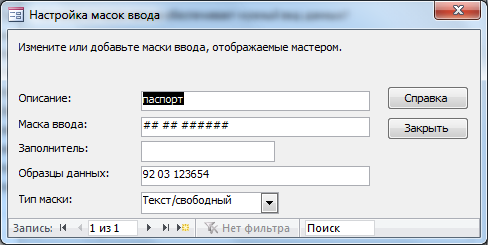 Настройка масок ввода
Измените или добавьте маски ввода, отображаемые мастером.
Описание: паспорт Справка
Маска ввода: ## ## ###### Закрыть
Заполнитель:
Образцы данных: 92 03 123654
Тип маски: Текст/свободный
Запись: 1 из 1 Нет фильтра Поиск